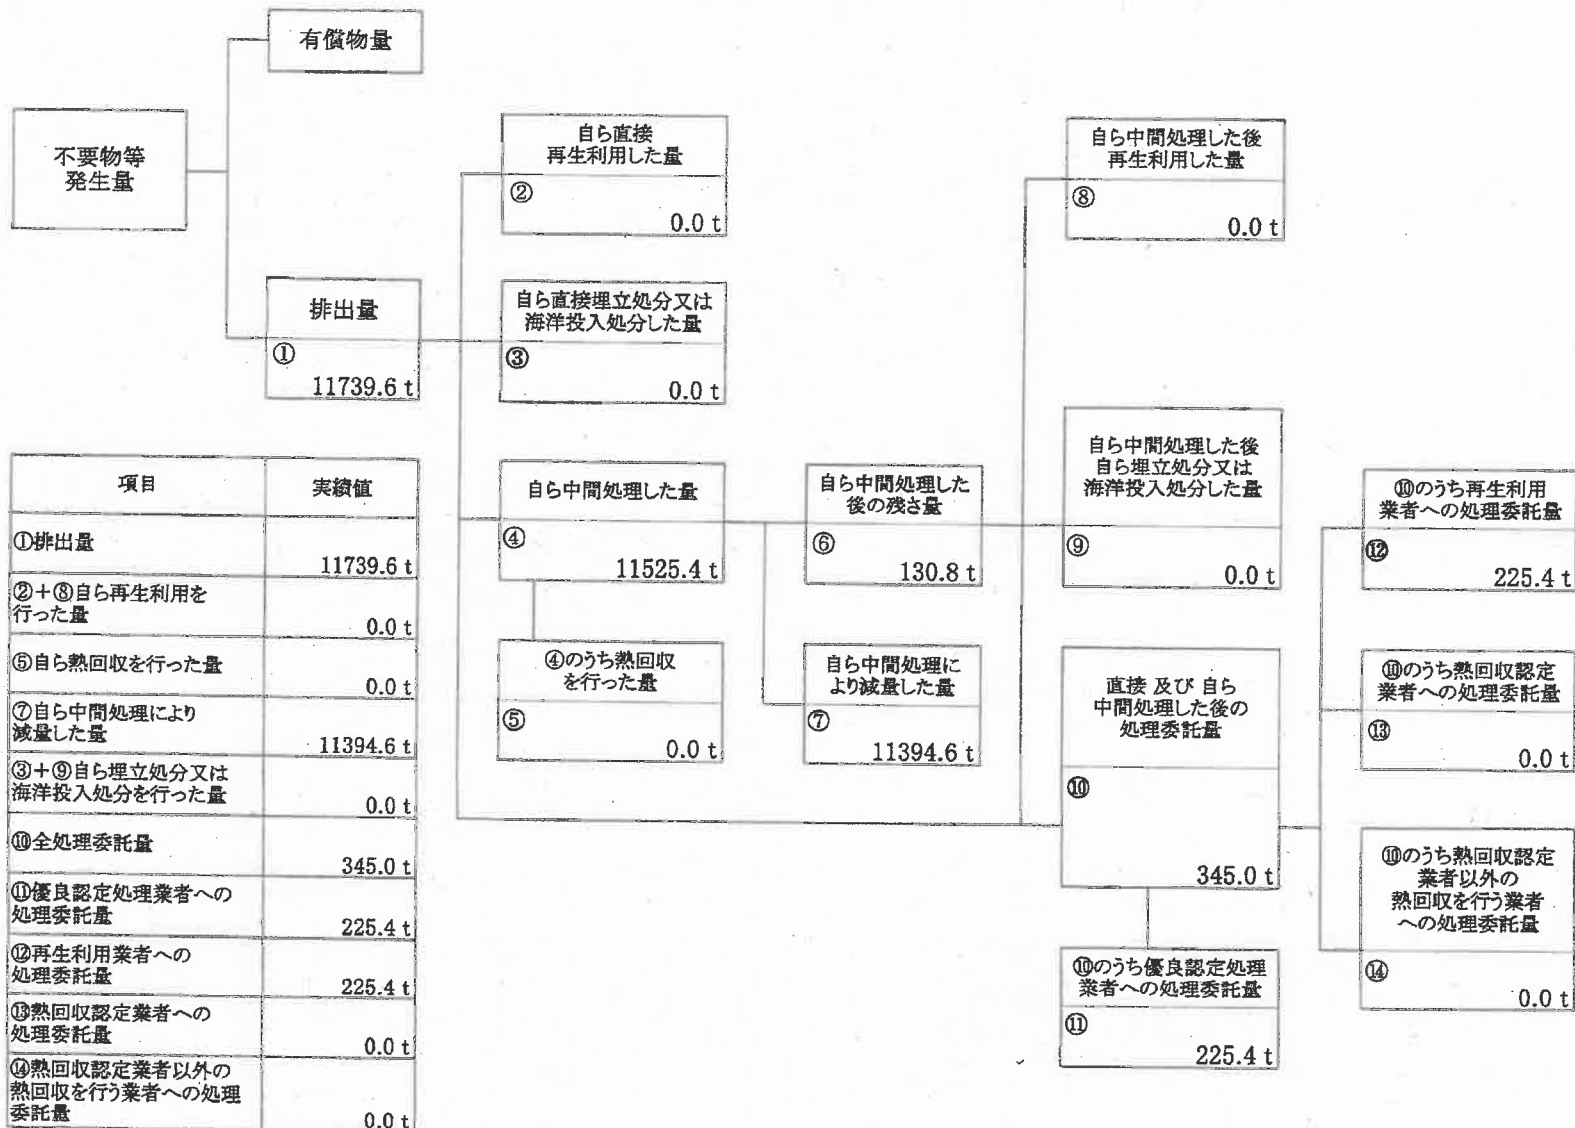 有償物量
不要物等
発生量
排出量
①
11739.6 t
自ら直接
再生利用した量
②
0.0 t
自ら直接埋立処分又は
海洋投入処分した量
③
0.0 t
自ら中間処理した量
④
11525.4 t
④のうち熱回収
を行った量
⑤
0.0 t
自ら中間処理した
後の残さ量
⑥
130.8 t
自ら中間処理に
より減量した量
⑦
11394.6 t
自ら中間処理した後
再生利用した量
⑧
0.0 t
自ら中間処理した後
自ら埋立処分又は
海洋投入処分した量
⑨
0.0 t
直接 及び 自ら
中間処理した後の
処理委託量
⑩
345.0 t
⑩のうち優良認定処理
業者への処理委託量
⑪
225.4 t
⑩のうち再生利用
業者への処理委託量
⑫
225.4 t
⑩のうち熱回収認定
業者への処理委託量
⑬
0.0 t
⑩のうち熱回収認定
業者以外の
熱回収を行う業者
への処理委託量
⑭
0.0 t
項目 実績値
①排出量
11739.6 t
②+⑧自ら再生利用を
行った量
0.0 t
⑤自ら熱回収を行った量
0.0 t
⑦自ら中間処理により
減量した量
11394.6 t
③+⑨自ら埋立処分又は
海洋投入処分を行った量
0.0 t
⑩全処理委託量
345.0 t
⑪優良認定処理業者への
処理委託量
225.4 t
⑫再生利用業者への
処理委託量
225.4 t
⑬熱回収認定業者への
処理委託量
0.0 t
⑭熱回収認定業者以外の
熱回収を行う業者への処理
委託量
0.0 t